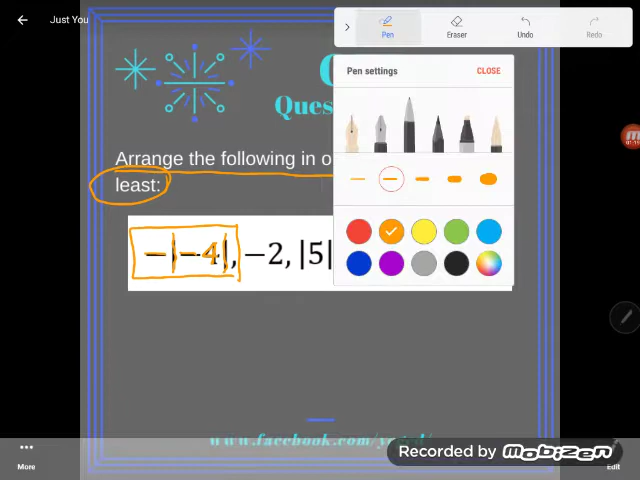 Just You
Pen
Eraser
Undo
Redo
Pen settings
CLOSE
Arrange the following in
least:
−|−4|, −2, |5|
More
Recorded by MOBIZEN
Edit